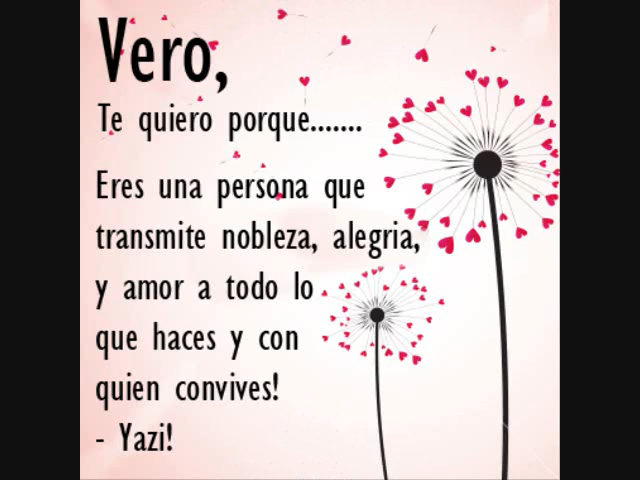 Vero,
Te quiero porque.......
Eres una persona que
transmite nobleza, alegria,
y amor a todo lo
que haces y con
quien convives!
- Yazi!